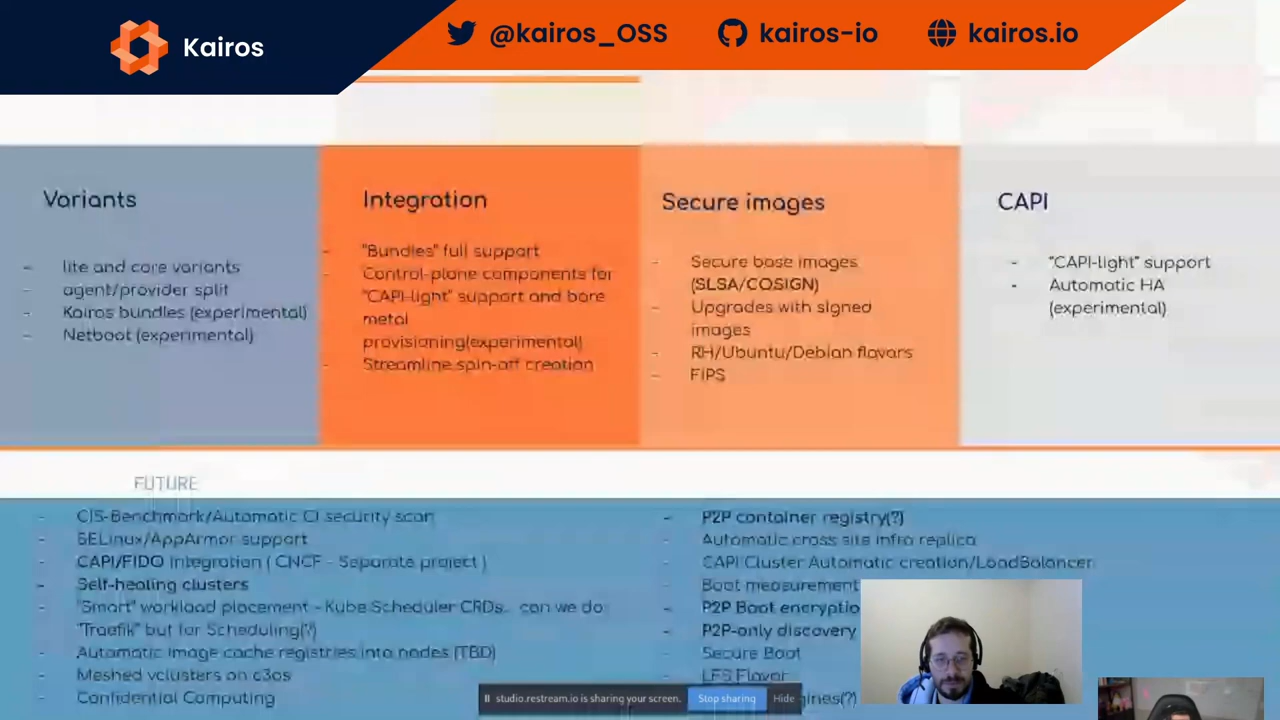 Kairos
@kairos_OSS
kairos-io
kairos.io
Variants
- lite and core variants
- agent/provider split
- Kairos bundles (experimental)
- Netboot (experimental)
Integration
- "Bundles" full support
- Control-plane components for
"CAPI-light" support and bare
metal
provisioning(experimental)
- Streamline spin-off creation
Secure images
- Secure base images
(SLSA/COSIGN)
- Upgrades with signed
images
- RH/Ubuntu/Debian flavors
- FIPS
CAPI
- "CAPI-light" support
- Automatic HA
(experimental)
FUTURE
- CIS-Benchmark/Automatic CI security scan
- SELinux/AppArmor support
- CAPI/FIDO Integration ( CNCF - Separate project )
- Self-healing clusters
- "Smart" workload placement - Kube Scheduler CRDs.. can we do
"Traefik" but for Scheduling(?)
- Automatic Image cache registries into nodes (TBD)
- Meshed vclusters on c3os
- Confidential Computing
- P2P container registry(?)
- Automatic cross site infra replica
- CAPI Cluster Automatic creation/LoadBalancer
- Boot measurement
- P2P Boot encryptio
- P2P-only discovery
- Secure Boot
- LFS Flavor
studio.restream.io is sharing your screen.
Stop sharing
Hide